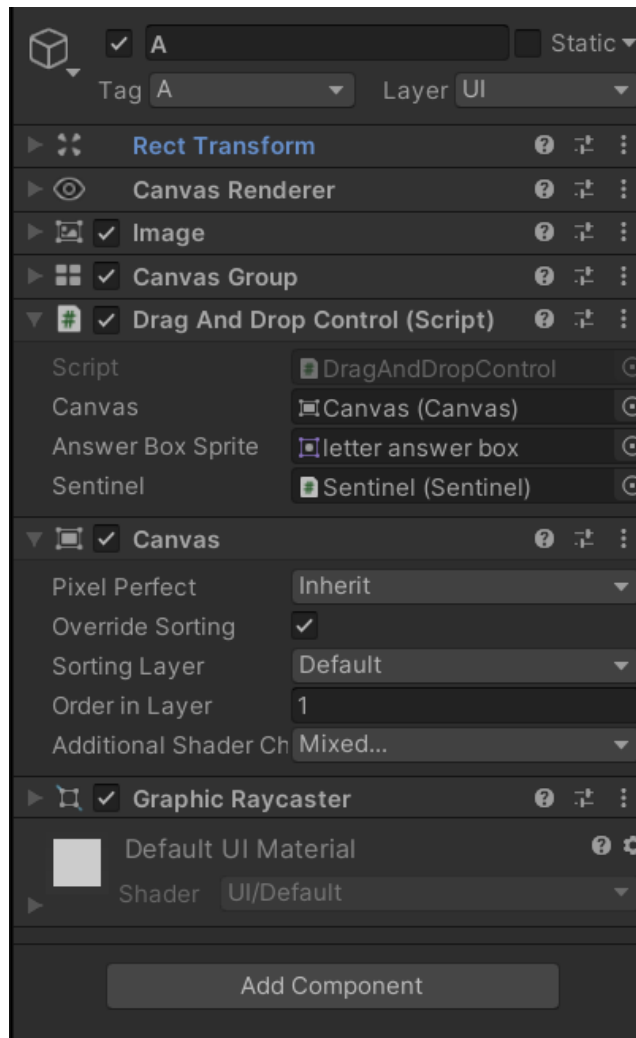 A Static
Tag A Layer UI
Rect Transform
Canvas Renderer
Image
Canvas Group
# Drag And Drop Control (Script)
Script # DragAndDropControl
Canvas Canvas (Canvas)
Answer Box Sprite letter answer box
Sentinel # Sentinel (Sentinel)
Canvas
Pixel Perfect Inherit
Override Sorting
Sorting Layer Default
Order in Layer 1
Additional Shader Ch Mixed...
Graphic Raycaster
Default UI Material
Shader UI/Default
Add Component